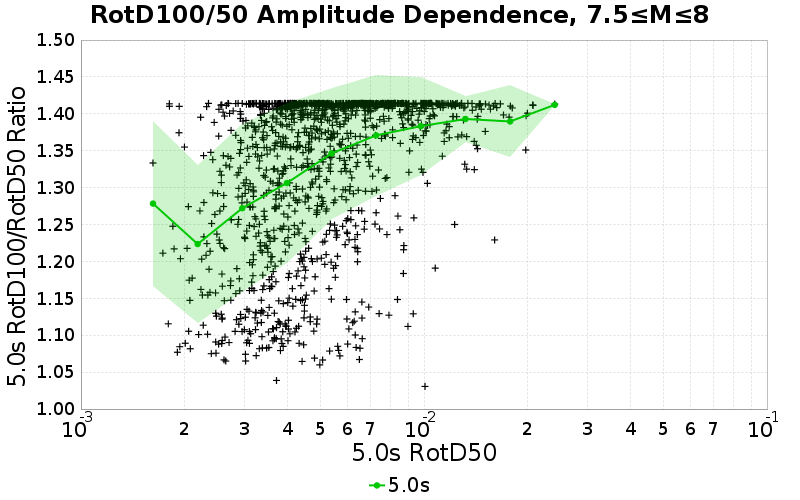 RotD100/50 Amplitude Dependence, 7.5≤M≤8
5.0s RotD100/RotD50 Ratio
1.50
1.45
1.40
1.35
1.30
1.25
1.20
1.15
1.10
1.05
1.00
10-3 2 3 4 5 6 7 10-2 2 3 4 5 6 7 10-1
5.0s RotD50
5.0s